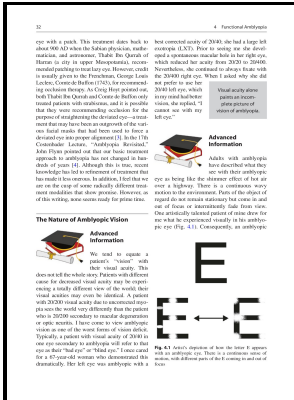 32
4 Functional Amblyopia
eye with a patch. This treatment dates back to
about 900 AD when the Sabian physician, mathe-
matician, and astronomer, Thabit Ibn Qurrah of
Harran (a city in upper Mesopotamia), recom-
mended patching to treat lazy eye. However, credit
is usually given to the Frenchman, George Louis
Leclerc, Comte de Buffon (1743), for recommend-
ing occlusion therapy. As Creig Hoyt pointed out,
both Thabit Ibn Qurrah and Comte de Buffon only
treated patients with strabismus, and it is possible
they were recommending occlusion for the
purpose of straightening the deviated eye—a treat-
ment that may have been an outgrowth of the vari-
ous facial masks that had been used to force a
deviated eye into proper alignment [3]. In the 17th
Costenbader Lecture, “Amblyopia Revisited,”
John Flynn pointed out that our basic treatment
approach to amblyopia has not changed in hun-
dreds of years [4]. Although this is true, recent
knowledge has led to refinement of treatment that
has made it less onerous. In addition, I feel that we
are on the cusp of some radically different treat-
ment modalities that show promise. However, as
of this writing, none seems ready for prime time.
The Nature of Amblyopic Vision
Advanced
Information
We tend to equate a
patient’s “vision” with
their visual acuity. This
does not tell the whole story. Patients with different
cause for decreased visual acuity may be experi-
encing a totally different view of the world; their
visual acuities may even be identical. A patient
with 20/200 visual acuity due to uncorrected myo-
pia sees the world very differently than the patient
who is 20/200 secondary to macular degeneration
or optic neuritis. I have come to view amblyopic
vision as one of the worst forms of vision deficit.
Typically, a patient with visual acuity of 20/40 in
one eye secondary to amblyopia will refer to that
eye as their “bad eye” or “blind eye.” I once cared
for a 67-year-old woman who demonstrated this
dramatically. Her left eye was amblyopic with a
best corrected acuity of 20/40; she had a large left
exotropia (LXT). Prior to seeing me she devel-
oped a spontaneous macular hole in her right eye,
which reduced her acuity from 20/20 to 20/400.
Nevertheless, she continued to always fixate with
the 20/400 right eye. When I asked why she did
not prefer to use her
20/40 left eye, which
in my mind had better
vision, she replied, “I
cannot see with my
left eye.”
Visual acuity alone
paints an incom-
plete picture of
vision of amblyopia.
Advanced
Information
Adults with amblyopia
have described what they
see with their amblyopic
eye as being like the shimmer effect of hot air
over a highway. There is a continuous wavy
motion to the environment. Parts of the object
of regard do not remain stationary but come in and
out of focus or intermittently fade from view.
One artistically talented patient of mine drew for
me what he experienced visually in his amblyo-
pic eye (Fig. 4.1). Consequently, an amblyopic
E
E
E
Fig. 4.1 Artist’s depiction of how the letter E appears
with an amblyopic eye. There is a continuous sense of
motion, with different parts of the E coming in and out of
focus